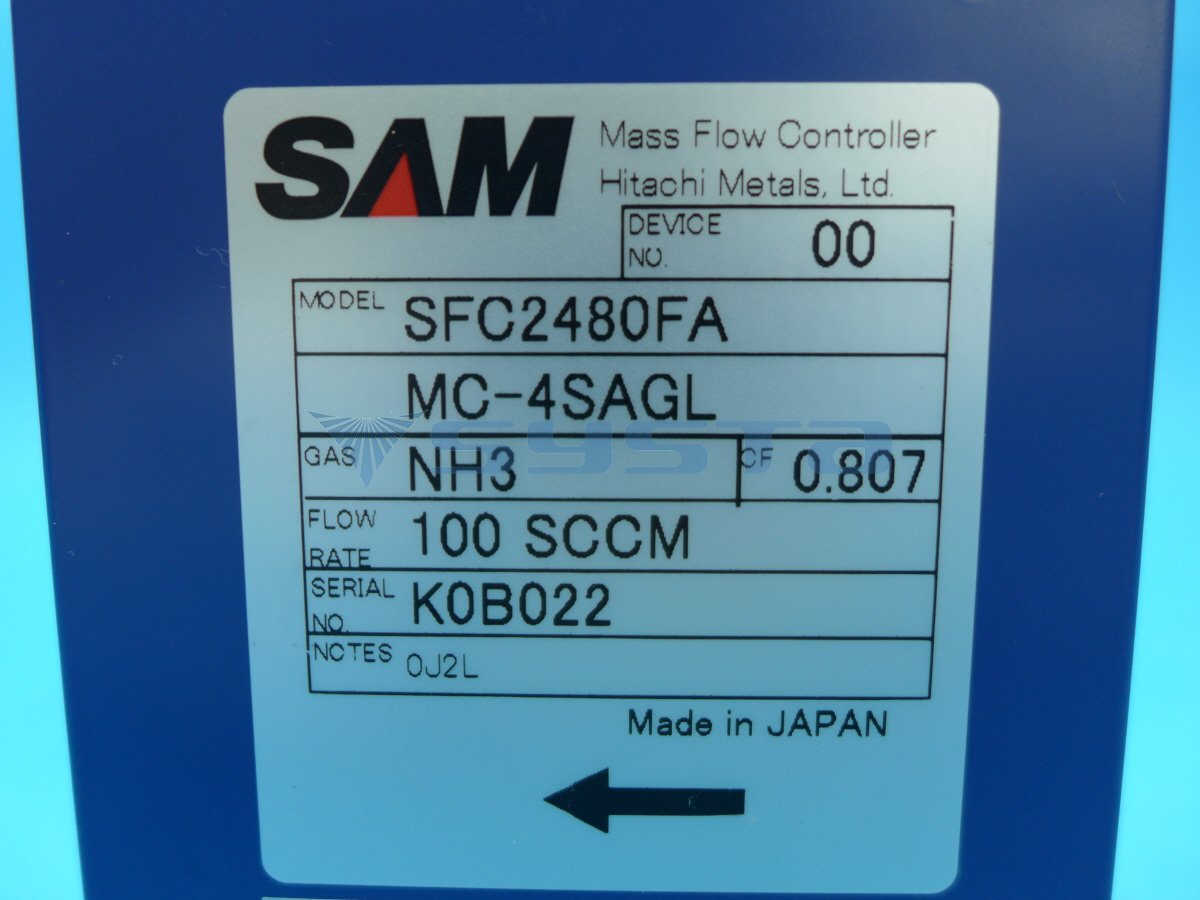 SAM
Mass Flow Controller
Hitachi Metals, Ltd.
DEVICE NO. 00
MODEL SFC2480FA
MC-4SAGL
GAS NH3 CF 0.807
FLOW RATE 100 SCCM
SERIAL NO. K0B022
NOTES 0J2L
Made in JAPAN
systa